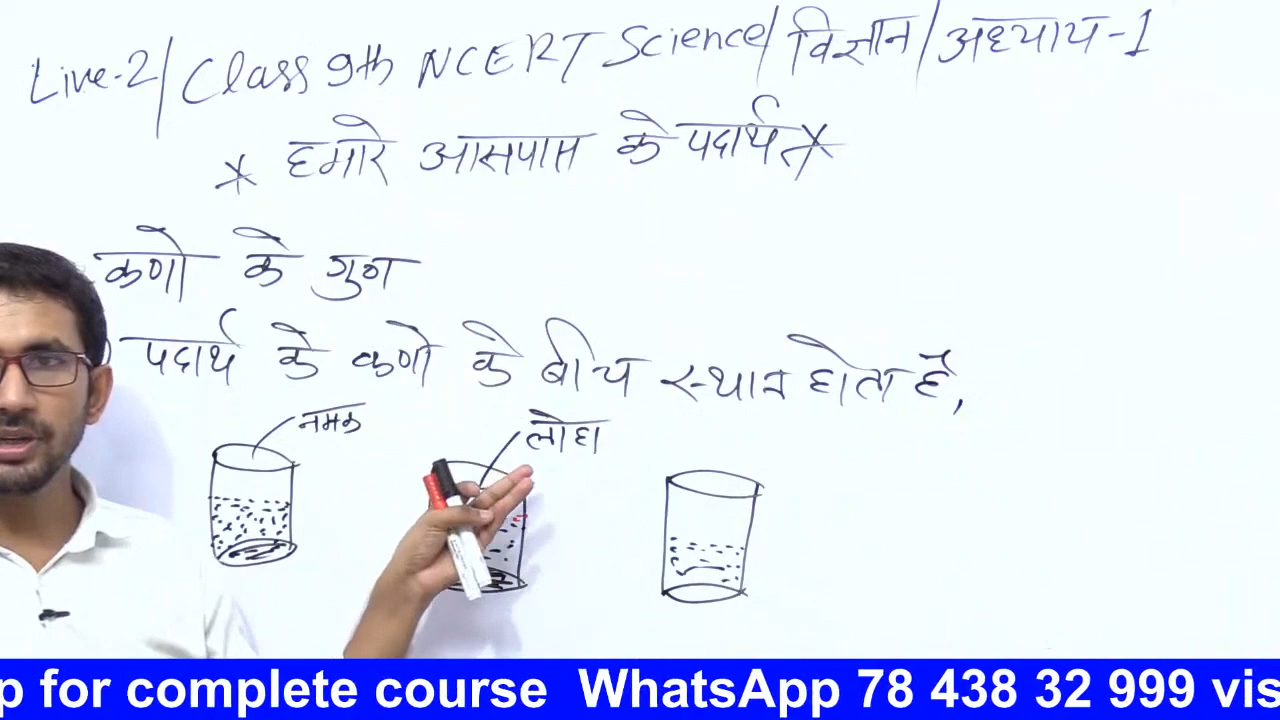 Live-2/Class 9th NCERT Science/विज्ञान/अध्याय-1
* हमारे आसपास के पदार्थ *
कणो के गुण
पदार्थ के कणो के बीच स्थान होता है,
नमक
लोहा
p for complete course WhatsApp 78 438 32 999 vis